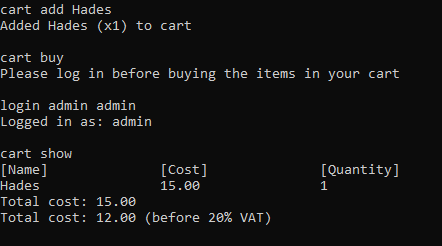 cart add Hades
Added Hades (x1) to cart
cart buy
Please log in before buying the items in your cart
login admin admin
Logged in as: admin
cart show
[Name] [Cost] [Quantity]
Hades 15.00 1
Total cost: 15.00
Total cost: 12.00 (before 20% VAT)